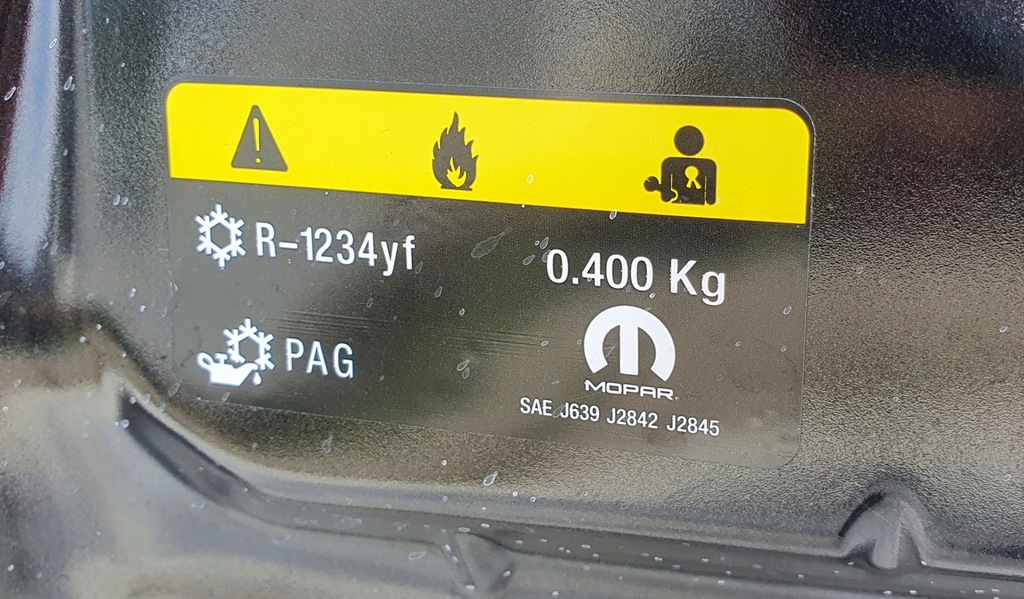 R-1234yf
0.400 Kg
PAG
MOPAR
SAE J639 J2842 J2845